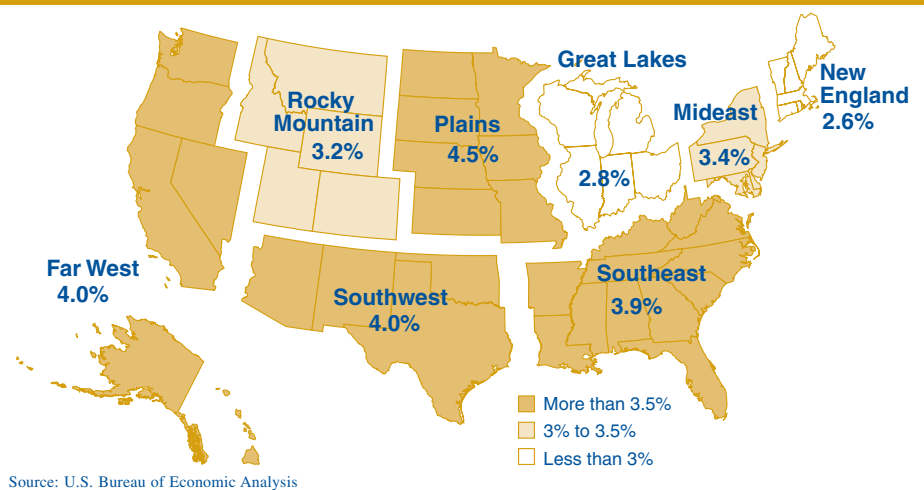 Great Lakes
New
England
2.6%
Rocky
Mountain
3.2%
Plains
4.5%
Mideast
3.4%
2.8%
Far West
4.0%
Southwest
4.0%
Southeast
3.9%
More than 3.5%
3% to 3.5%
Less than 3%
Source: U.S. Bureau of Economic Analysis